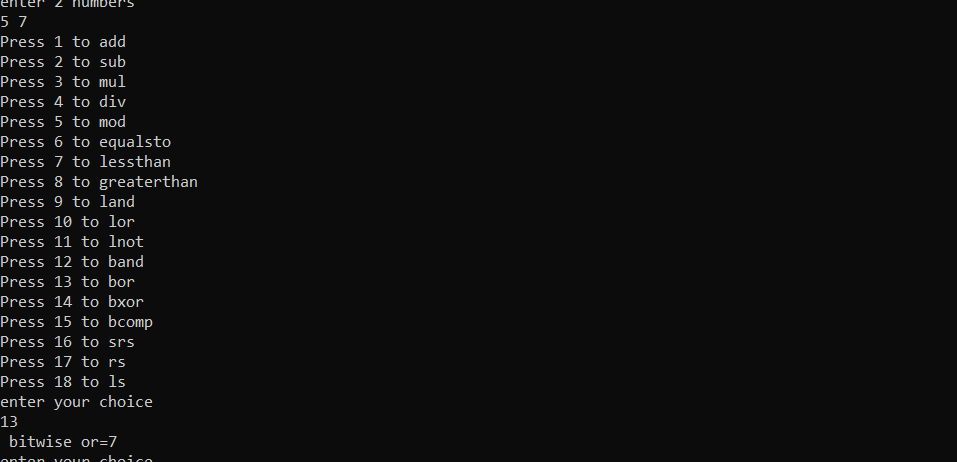 enter 2 numbers
5 7
Press 1 to add
Press 2 to sub
Press 3 to mul
Press 4 to div
Press 5 to mod
Press 6 to equalsto
Press 7 to lessthan
Press 8 to greaterthan
Press 9 to land
Press 10 to lor
Press 11 to lnot
Press 12 to band
Press 13 to bor
Press 14 to bxor
Press 15 to bcomp
Press 16 to srs
Press 17 to rs
Press 18 to ls
enter your choice
13
 bitwise or=7
enter your choice